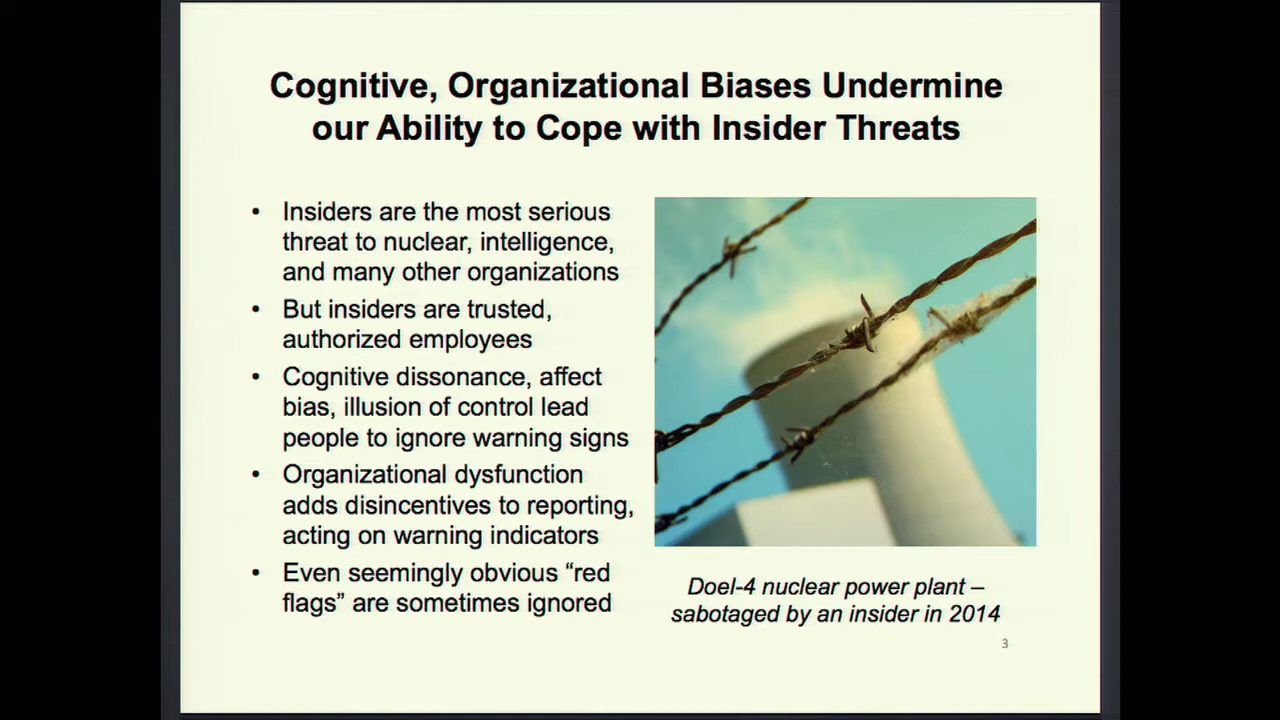 Cognitive, Organizational Biases Undermine
our Ability to Cope with Insider Threats
• Insiders are the most serious
threat to nuclear, intelligence,
and many other organizations
• But insiders are trusted,
authorized employees
• Cognitive dissonance, affect
bias, illusion of control lead
people to ignore warning signs
• Organizational dysfunction
adds disincentives to reporting,
acting on warning indicators
• Even seemingly obvious “red
flags” are sometimes ignored
Doel-4 nuclear power plant –
sabotaged by an insider in 2014
3